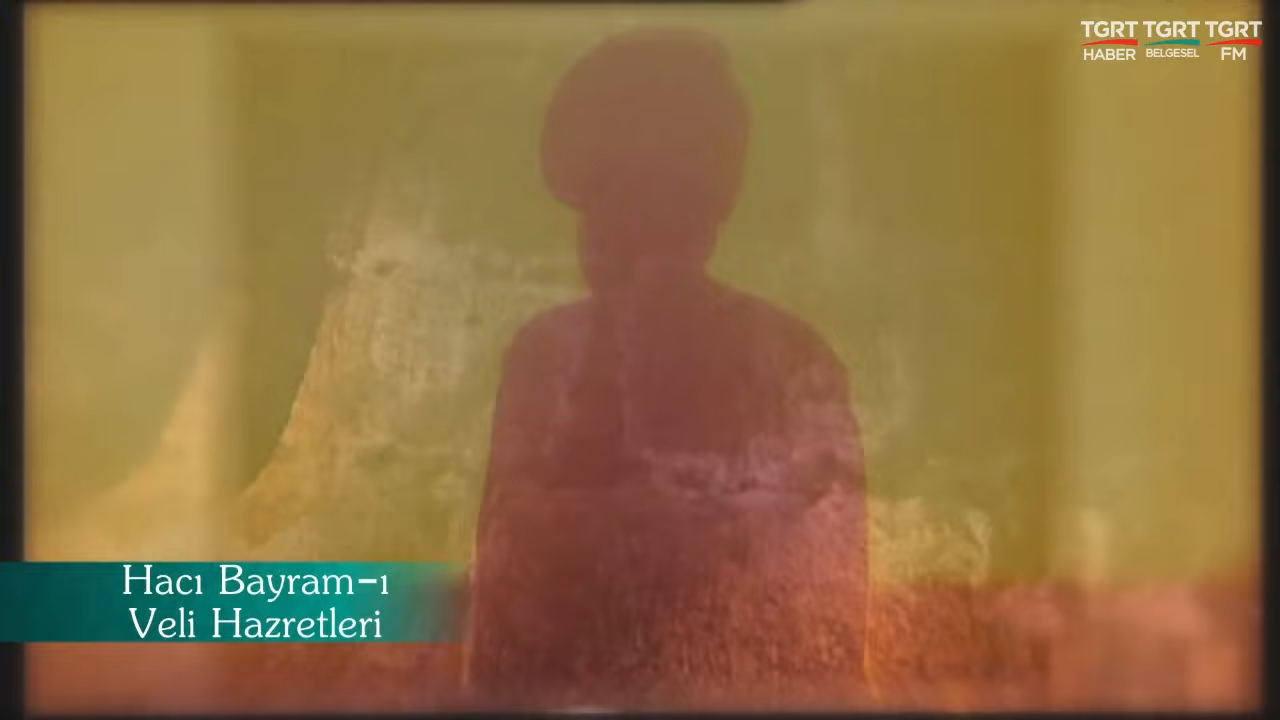 TGRT TGRT TGRT
HABER BELGESEL FM
Hacı Bayram-ı
Veli Hazretleri